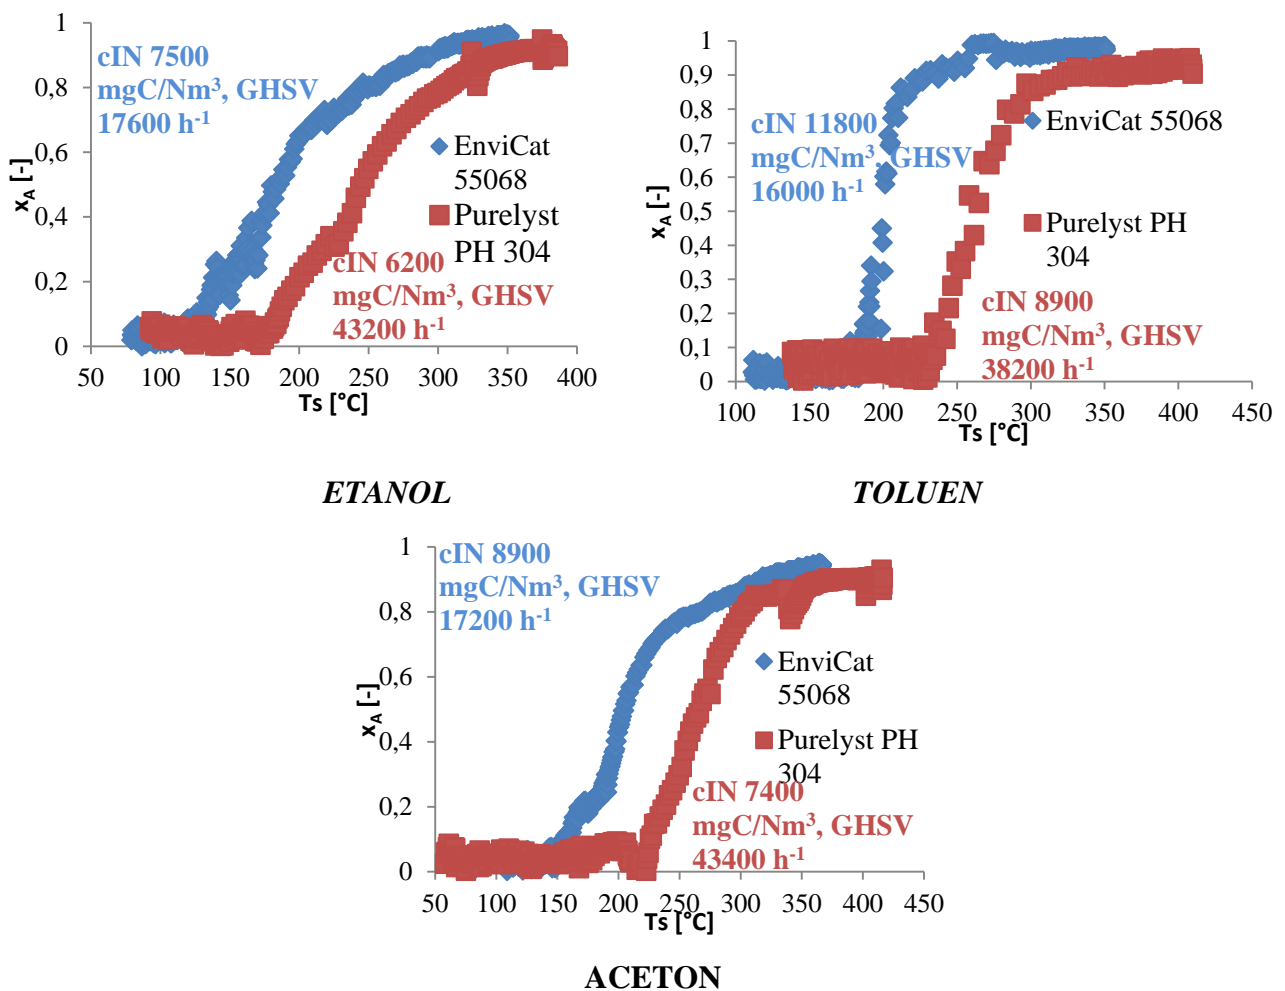 1
0,8
0,6
0,4
0,2
0
xA [-]
50 100 150 200 250 300 350 400
Ts [°C]
cIN 7500
mgC/Nm³, GHSV
17600 h-1
EnviCat
55068
Purelyst
PH 304
cIN 6200
mgC/Nm³, GHSV
43200 h-1
ETANOL
1
0,9
0,8
0,7
0,6
0,5
0,4
0,3
0,2
0,1
0
xA [-]
100 150 200 250 300 350 400 450
Ts [°C]
cIN 11800
mgC/Nm³, GHSV
16000 h-1
EnviCat 55068
Purelyst PH
304
cIN 8900
mgC/Nm³, GHSV
38200 h-1
TOLUEN
1
0,8
0,6
0,4
0,2
0
xA [-]
50 100 150 200 250 300 350 400 450
Ts [°C]
cIN 8900
mgC/Nm³, GHSV
17200 h-1
EnviCat
55068
Purelyst PH
304
cIN 7400
mgC/Nm³, GHSV
43400 h-1
ACETON